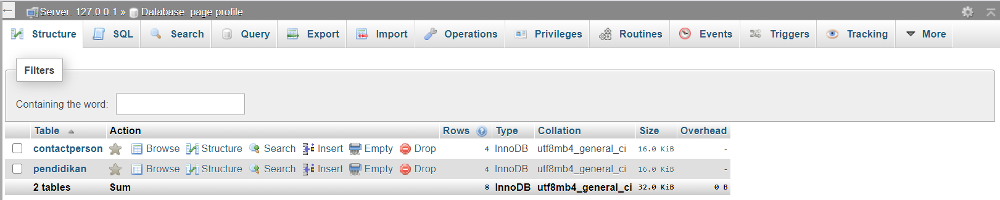 ← Server: 127.0.0.1 » Database: page profile
Structure SQL Search Query Export Import Operations Privileges Routines Events Triggers Tracking More
Filters
Containing the word:
Table Action Rows Type Collation Size Overhead
contactperson Browse Structure Search Insert Empty Drop 4 InnoDB utf8mb4_general_ci 16.0 KiB -
pendidikan Browse Structure Search Insert Empty Drop 4 InnoDB utf8mb4_general_ci 16.0 KiB -
2 tables Sum 8 InnoDB utf8mb4_general_ci 32.0 KiB 0 B